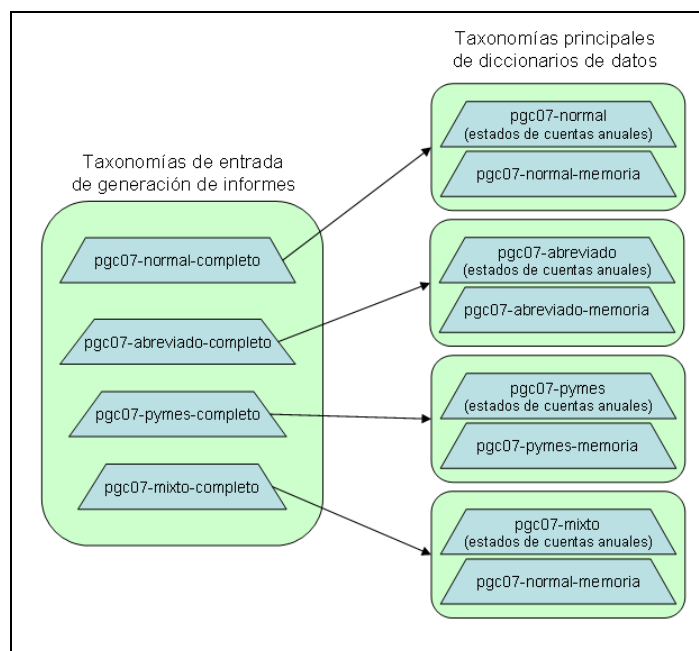 Taxonomías principales
de diccionarios de datos
pgc07-normal
(estados de cuentas anuales)
pgc07-normal-memoria
Taxonomías de entrada
de generación de informes
pgc07-normal-completo
pgc07-abreviado-completo
pgc07-pymes-completo
pgc07-mixto-completo
pgc07-abreviado
(estados de cuentas anuales)
pgc07-abreviado-memoria
pgc07-pymes
(estados de cuentas anuales)
pgc07-pymes-memoria
pgc07-mixto
(estados de cuentas anuales)
pgc07-normal-memoria